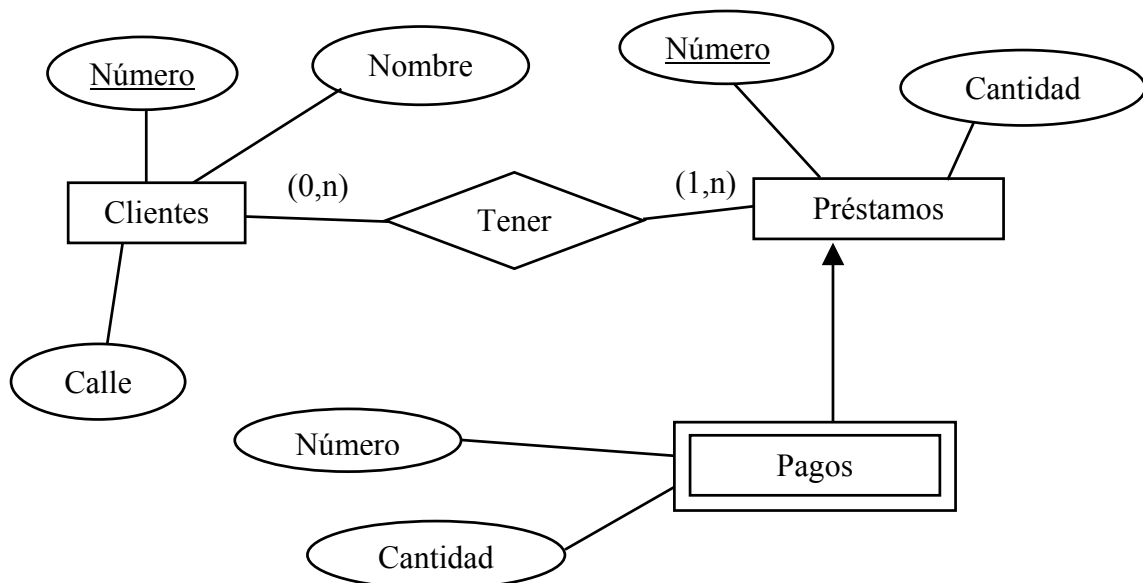 Número
Nombre
Número
Cantidad
Clientes
(0,n)
Tener
(1,n)
Préstamos
Calle
Número
Pagos
Cantidad